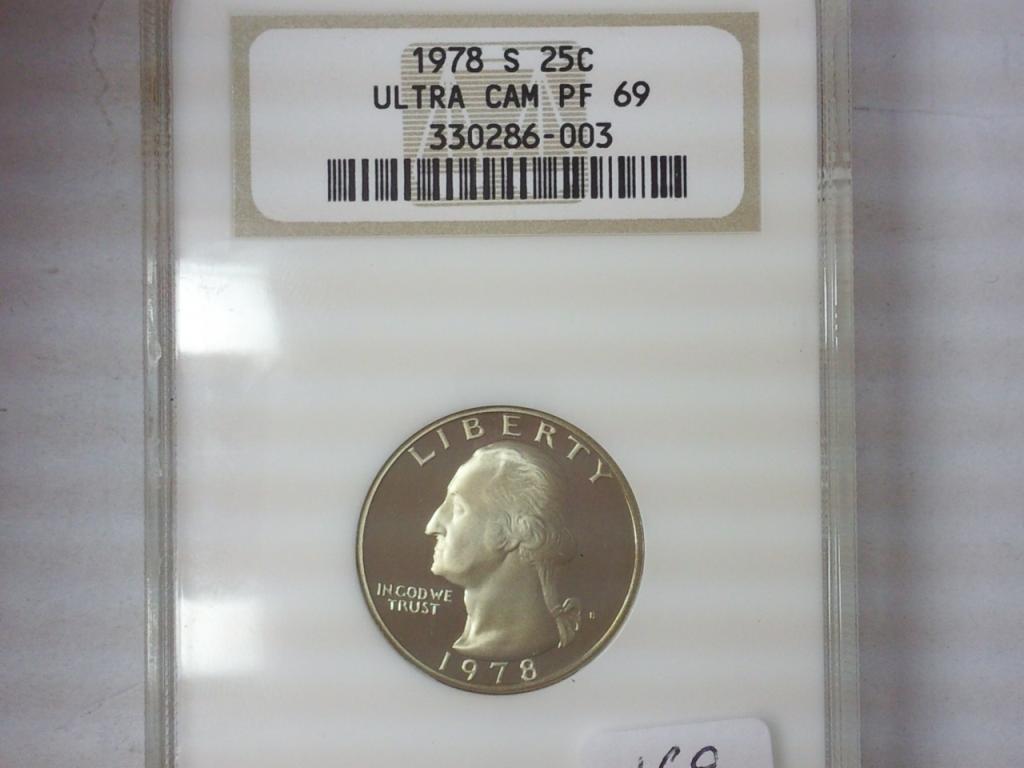 1978 S 25C
ULTRA CAM PF 69
330286-003
LIBERTY
IN GOD WE
TRUST
1978